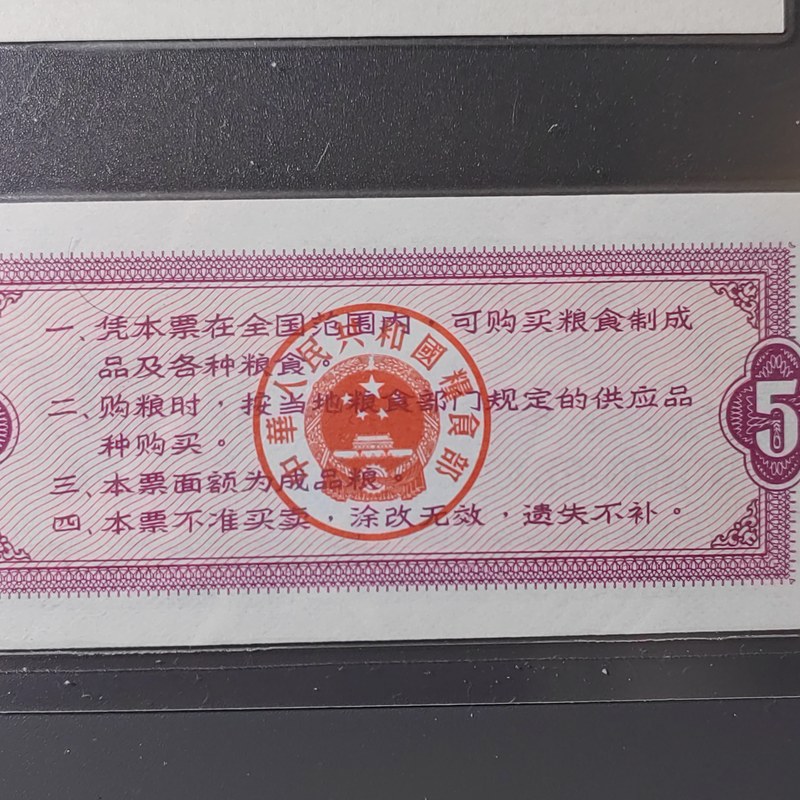 一、凭本票在全国范围内，可购买粮食制成
品及各种粮食。
二、购粮时，按当地粮食部门规定的供应品
种购买。
三、本票面额为成品粮。
四、本票不准买卖，涂改无效，遗失不补。
中華人民共和國糧食部
5